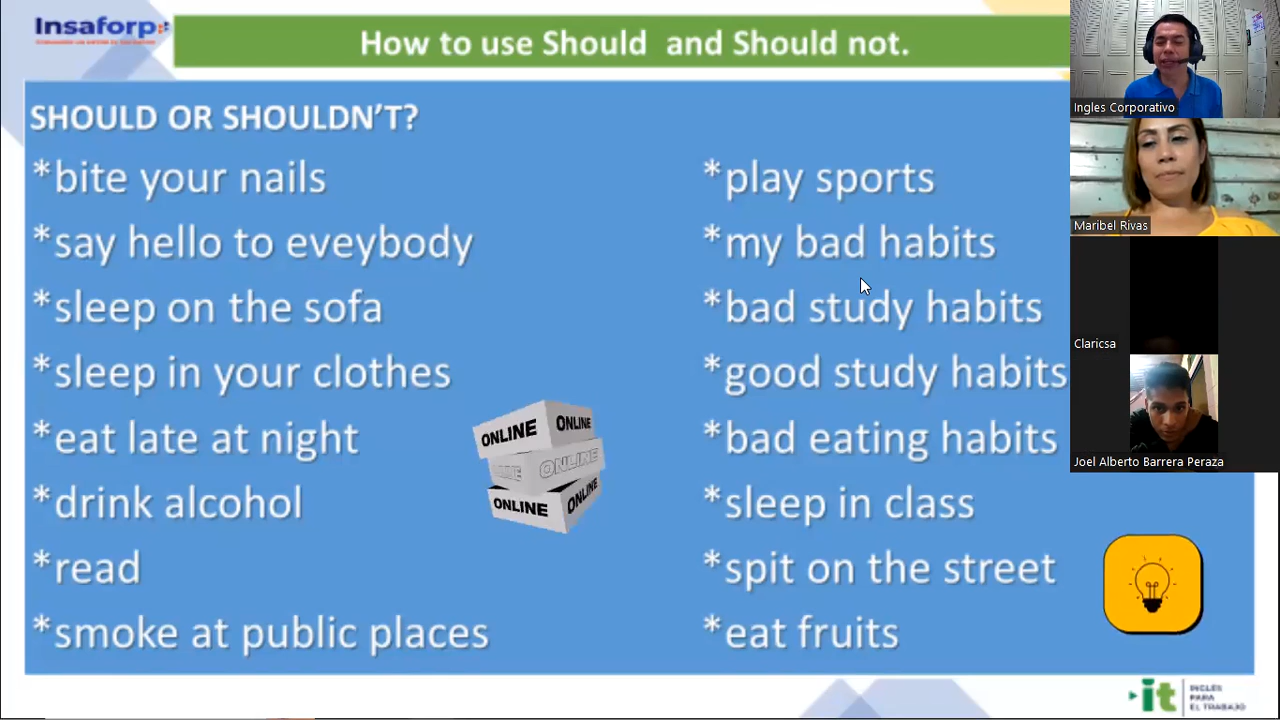 Insaforp
How to use Should and Should not.
SHOULD OR SHOULDN'T?
*bite your nails
*say hello to eveybody
*sleep on the sofa
*sleep in your clothes
*eat late at night
*drink alcohol
*read
*smoke at public places
*play sports
*my bad habits
*bad study habits
*good study habits
*bad eating habits
*sleep in class
*spit on the street
*eat fruits
ONLINE ONLINE
ONLINE
ONLINE ONLINE
Ingles Corporativo
Maribel Rivas
Claricsa
Joel Alberto Barrera Peraza
it
INGLES
PARA
EL TRABAJO